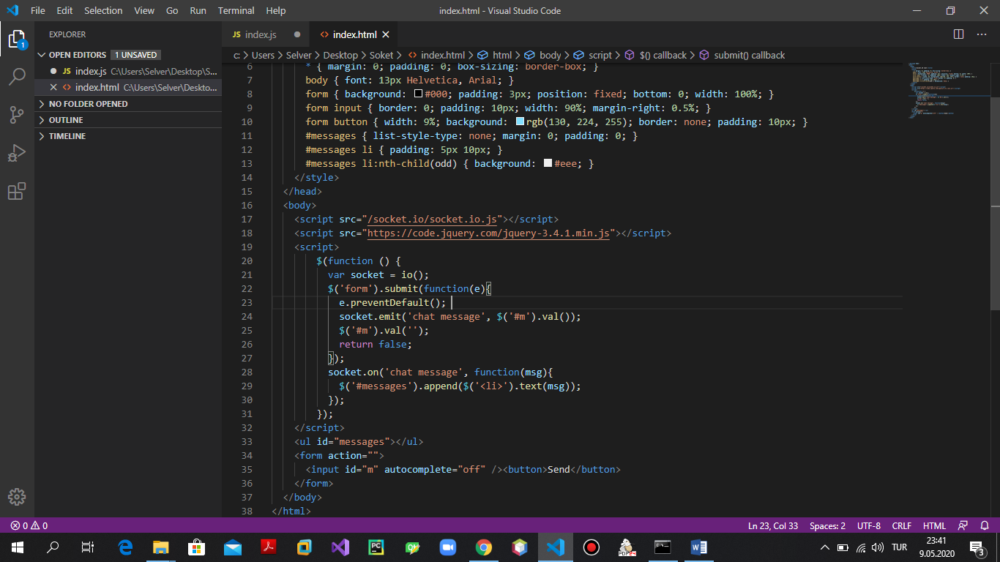 File Edit Selection View Go Run Terminal Help index.html - Visual Studio Code
EXPLORER
OPEN EDITORS 1 UNSAVED
JS index.js C:\Users\Selver\Desktop\S...
<> index.html C:\Users\Selver\Deskto...
NO FOLDER OPENED
OUTLINE
TIMELINE
1
JS index.js
<> index.html
c: > Users > Selver > Desktop > Soket > <> index.html > html > body > script > $() callback > submit() callback
6 * { margin: 0; padding: 0; box-sizing: border-box; }
7 body { font: 13px Helvetica, Arial; }
8 form { background: #000; padding: 3px; position: fixed; bottom: 0; width: 100%; }
9 form input { border: 0; padding: 10px; width: 90%; margin-right: 0.5%; }
10 form button { width: 9%; background: rgb(130, 224, 255); border: none; padding: 10px; }
11 #messages { list-style-type: none; margin: 0; padding: 0; }
12 #messages li { padding: 5px 10px; }
13 #messages li:nth-child(odd) { background: #eee; }
14 </style>
15 </head>
16 <body>
17 <script src="/socket.io/socket.io.js"></script>
18 <script src="https://code.jquery.com/jquery-3.4.1.min.js"></script>
19 <script>
20 $(function () {
21 var socket = io();
22 $('form').submit(function(e){
23 e.preventDefault();
24 socket.emit('chat message', $('#m').val());
25 $('#m').val('');
26 return false;
27 });
28 socket.on('chat message', function(msg){
29 $('#messages').append($('<li>').text(msg));
30 });
31 });
32 </script>
33 <ul id="messages"></ul>
34 <form action="">
35 <input id="m" autocomplete="off" /><button>Send</button>
36 </form>
37 </body>
38 </html>
0 0 Ln 23, Col 33 Spaces: 2 UTF-8 CRLF HTML
TUR
23:41
9.05.2020
3